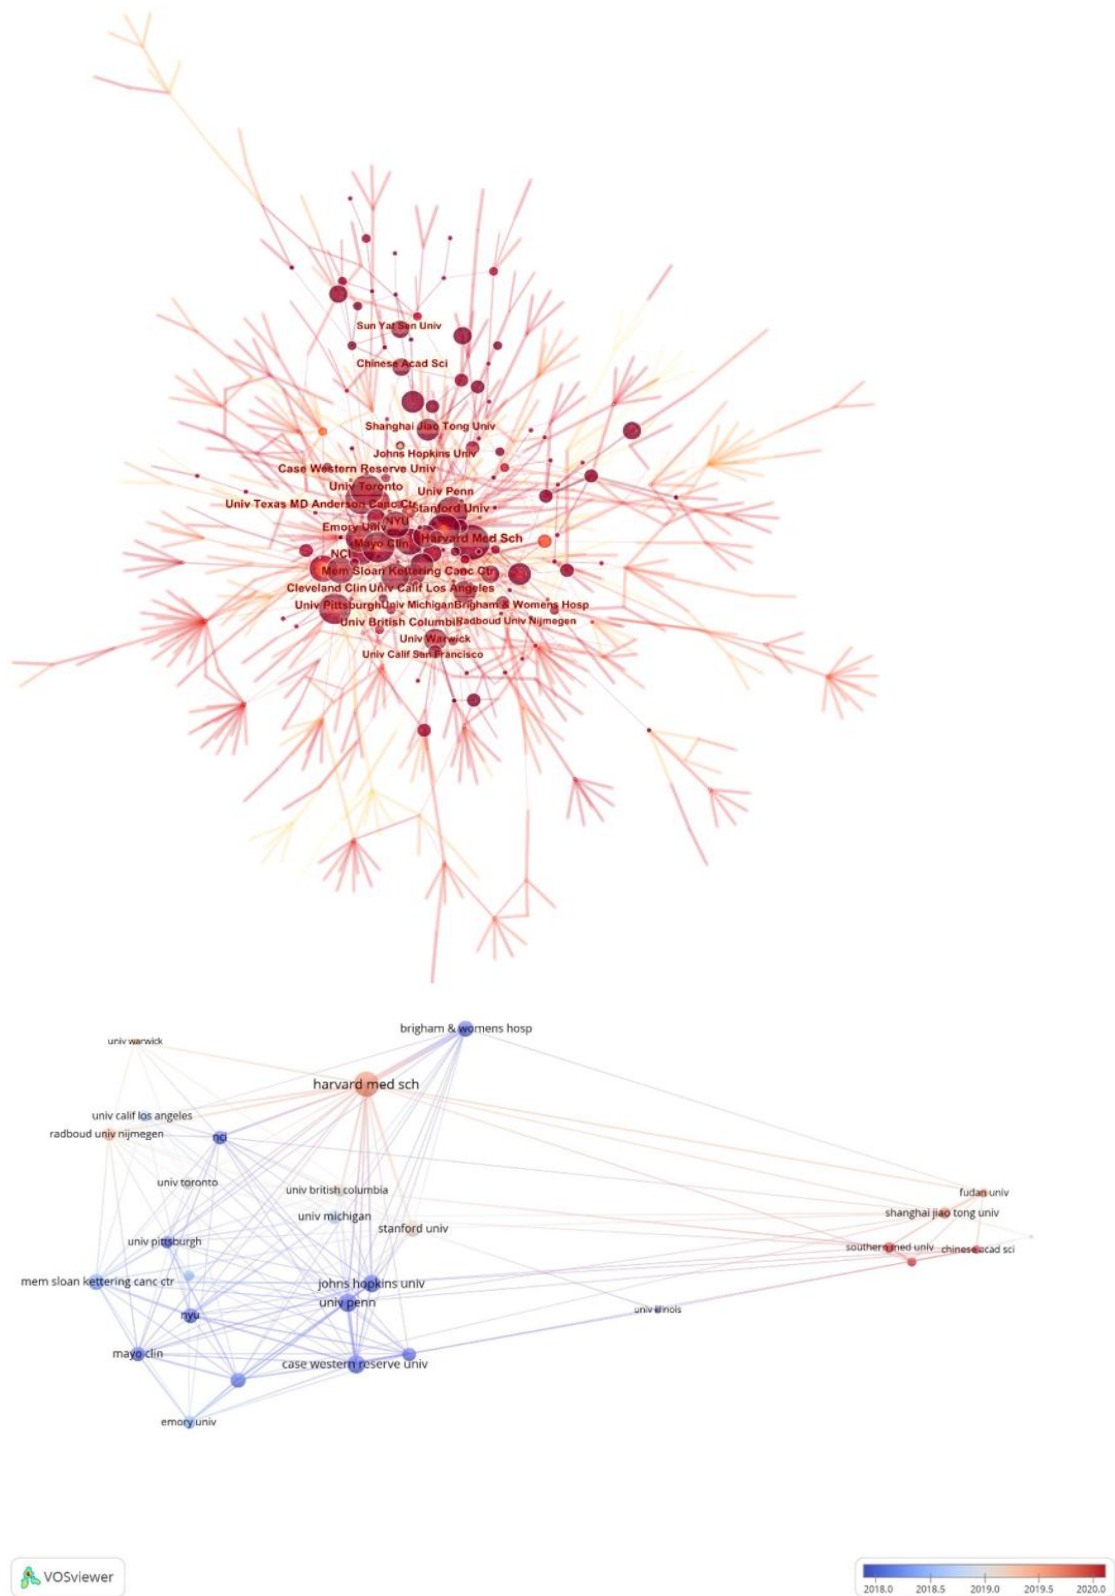 Sun Yat Sen Univ
Chinese Acad Sci
Shanghai Jiao Tong Univ
Johns Hopkins Univ
Case Western Reserve Univ
Univ Toronto
Univ Penn
Univ Texas MD Anderson Canc Ctr
Stanford Univ
Emory Univ
NYU
Mayo Clin
Harvard Med Sch
NCI
Mem Sloan Kettering Canc Ctr
Cleveland Clin
Univ Calif Los Angeles
Univ Pittsburgh
Univ Michigan
Brigham & Womens Hosp
Univ British Columbia
Radboud Univ Nijmegen
Univ Warwick
Univ Calif San Francisco
brigham & womens hosp
univ warwick
harvard med sch
univ calif los angeles
radboud univ nijmegen
nci
univ toronto
univ british columbia
fudan univ
shanghai jiao tong univ
univ michigan
stanford univ
univ pittsburgh
southern med univ
chinese acad sci
mem sloan kettering canc ctr
johns hopkins univ
univ penn
univ illinois
nyu
mayo clin
case western reserve univ
emory univ
VOSviewer
2018.0 2018.5 2019.0 2019.5 2020.0